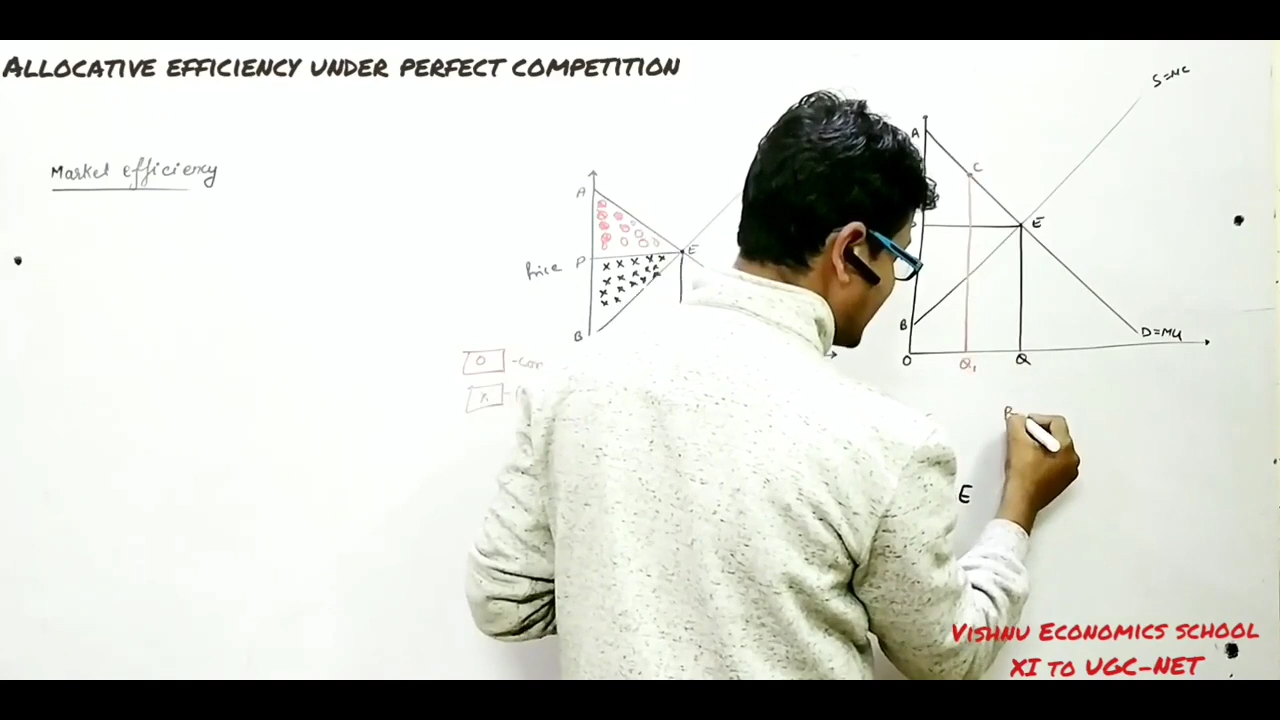 ALLOCATIVE EFFICIENCY UNDER PERFECT COMPETITION
Market efficiency
A
P
E
Price
B
O
X
S=MC
A
C
E
B
D=MU
O
Q1
Q
E
VISHNU ECONOMICS SCHOOL
XI TO UGC-NET